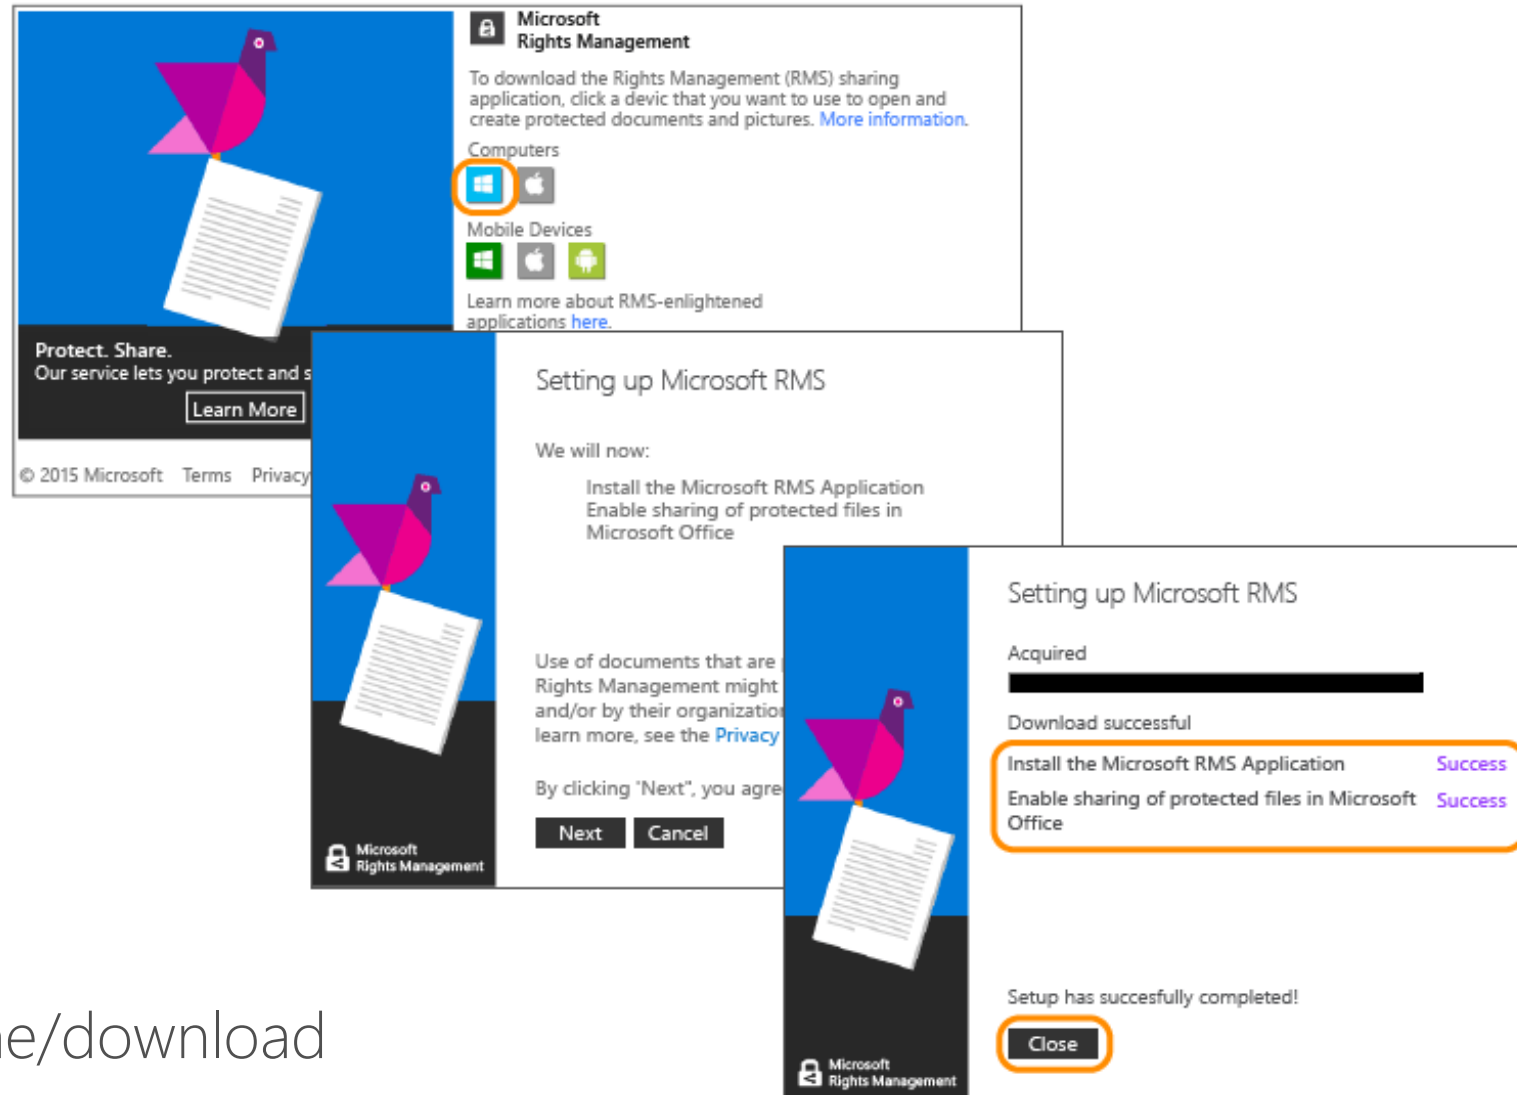 Microsoft
Rights Management
To download the Rights Management (RMS) sharing
application, click a devic that you want to use to open and
create protected documents and pictures. More information.
Computers
Mobile Devices
Learn more about RMS-enlightened
applications here.
Protect. Share.
Our service lets you protect and s
Learn More
© 2015 Microsoft Terms Privacy
Setting up Microsoft RMS
We will now:
Install the Microsoft RMS Application
Enable sharing of protected files in
Microsoft Office
Use of documents that are
Rights Management might
and/or by their organization
learn more, see the Privacy
By clicking "Next", you agre
Next Cancel
Microsoft
Rights Management
Setting up Microsoft RMS
Acquired
Download successful
Install the Microsoft RMS Application Success
Enable sharing of protected files in Microsoft Success
Office
Setup has succesfully completed!
Close
Microsoft
Rights Management
e/download